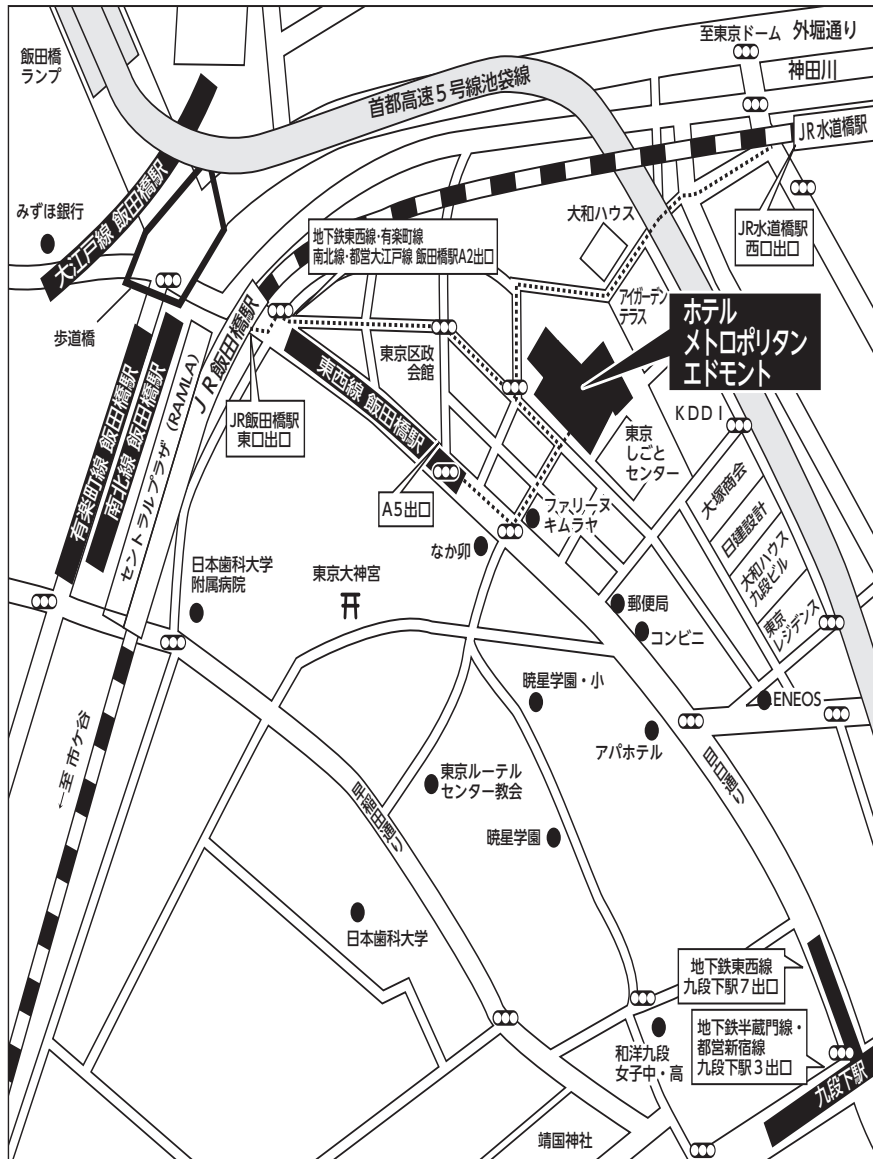 至東京ドーム
外堀通り
飯田橋
ランプ
神田川
首都高速5号線池袋線
JR水道橋駅
大江戸線 飯田橋駅
みずほ銀行
大和ハウス
JR水道橋駅
西口出口
地下鉄東西線・有楽町線
南北線・都営大江戸線 飯田橋駅A2出口
アイガーデン
テラス
ホテル
メトロポリタン
エドモント
歩道橋
JR飯田橋駅
東京区政
会館
東西線 飯田橋駅
JR飯田橋駅
東口出口
KDDI
有楽町線 飯田橋駅
南北線 飯田橋駅
セントラルプラザ (RAMLA)
東京
しごと
センター
A5出口
大塚商会
日建設計
大和ハウス
九段ビル
東京
レジデンス
ファリーヌ
キムラヤ
なか卯
日本歯科大学
附属病院
東京大神宮
郵便局
コンビニ
暁星学園・小
ENEOS
←至 市ケ谷
アパホテル
目白通り
東京ルーテル
センター教会
早稲田通り
暁星学園
日本歯科大学
地下鉄東西線
九段下駅7出口
地下鉄半蔵門線・
都営新宿線
九段下駅3出口
和洋九段
女子中・高
九段下駅
靖国神社